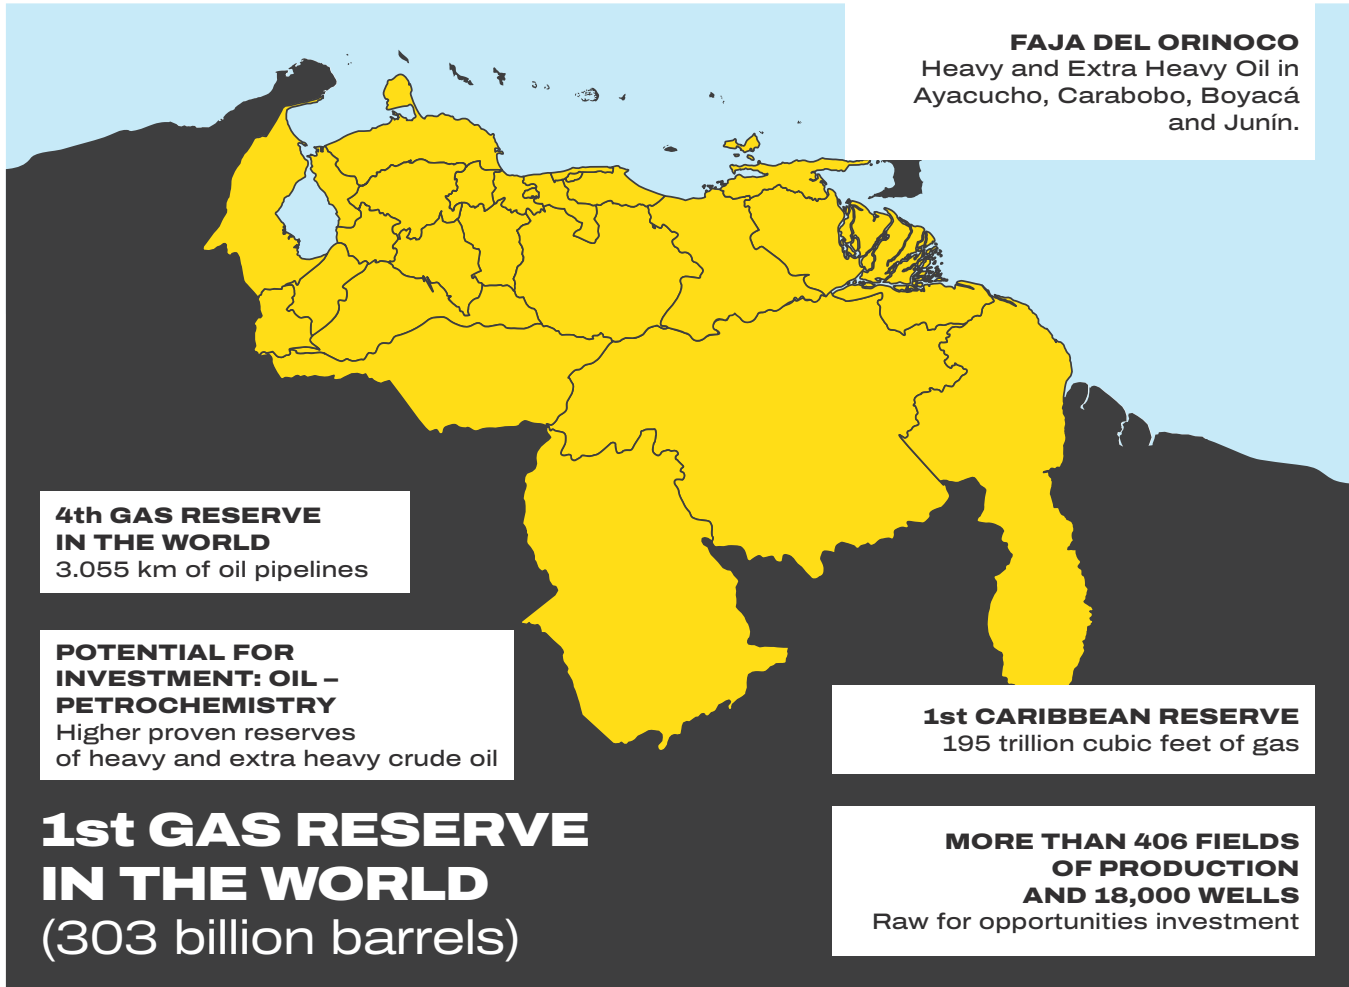 FAJA DEL ORINOCO
Heavy and Extra Heavy Oil in
Ayacucho, Carabobo, Boyacá
and Junín.
4th GAS RESERVE
IN THE WORLD
3.055 km of oil pipelines
POTENTIAL FOR
INVESTMENT: OIL –
PETROCHEMISTRY
Higher proven reserves
of heavy and extra heavy crude oil
1st GAS RESERVE
IN THE WORLD
(303 billion barrels)
1st CARIBBEAN RESERVE
195 trillion cubic feet of gas
MORE THAN 406 FIELDS
OF PRODUCTION
AND 18,000 WELLS
Raw for opportunities investment